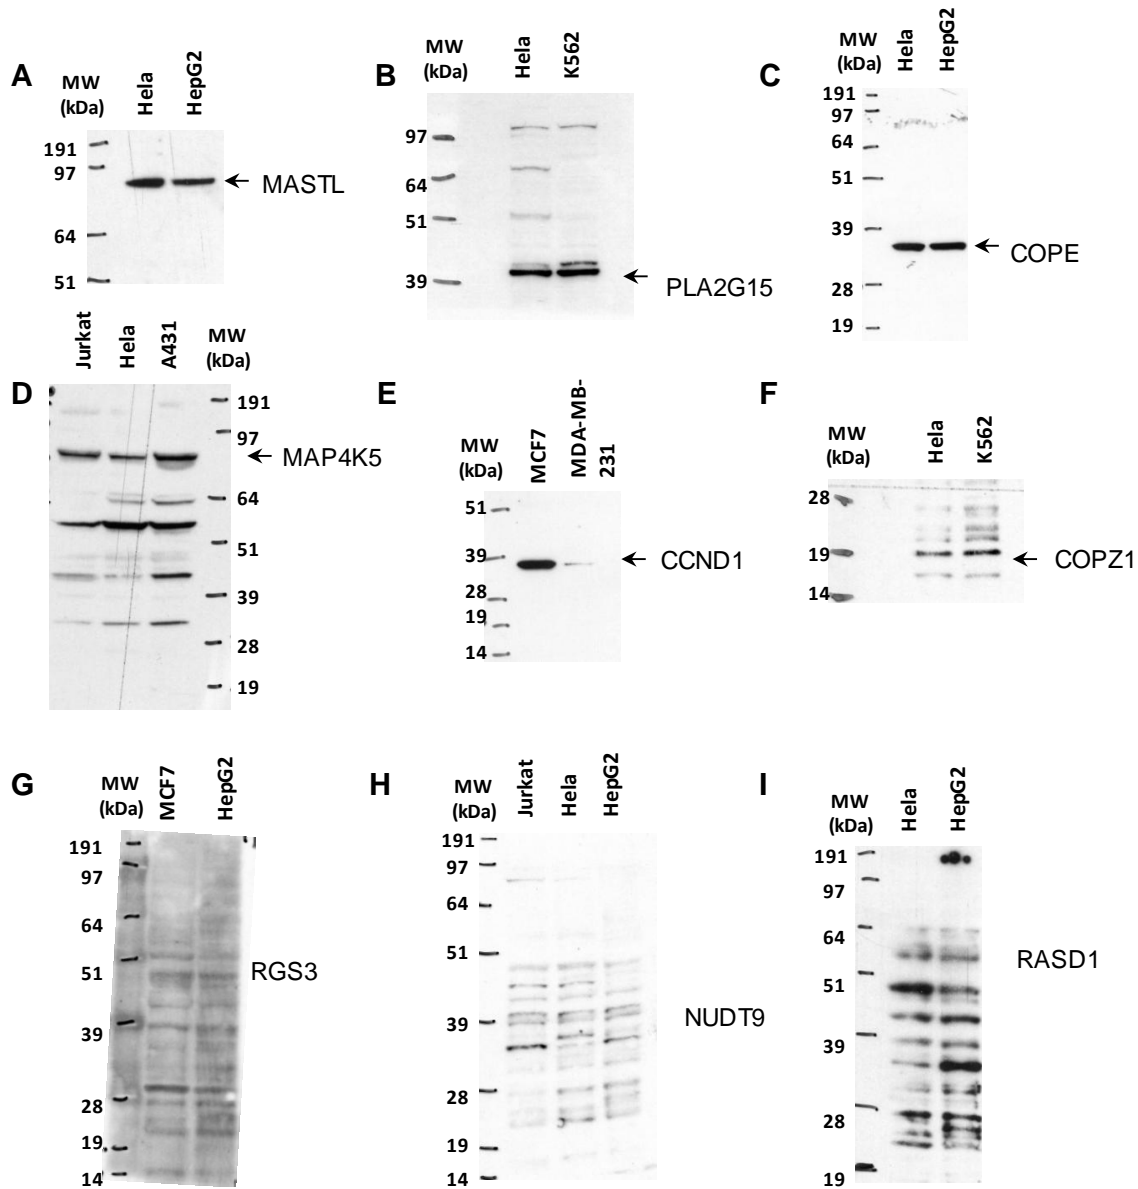 A
MW
(kDa)
Hela
HepG2
191
97
64
51
MASTL
B
MW
(kDa)
Hela
K562
97
64
51
39
PLA2G15
C
MW
(kDa)
Hela
HepG2
191
97
64
51
39
28
19
COPE
D
Jurkat
Hela
A431
MW
(kDa)
191
97
64
51
39
28
19
MAP4K5
E
MW
(kDa)
MCF7
MDA-MB-
231
51
39
28
19
14
CCND1
F
MW
(kDa)
Hela
K562
28
19
14
COPZ1
G
MW
(kDa)
MCF7
HepG2
191
97
64
51
39
28
19
14
RGS3
H
MW
(kDa)
Jurkat
Hela
HepG2
191
97
64
51
39
28
19
14
NUDT9
I
MW
(kDa)
Hela
HepG2
191
97
64
51
39
28
19
RASD1